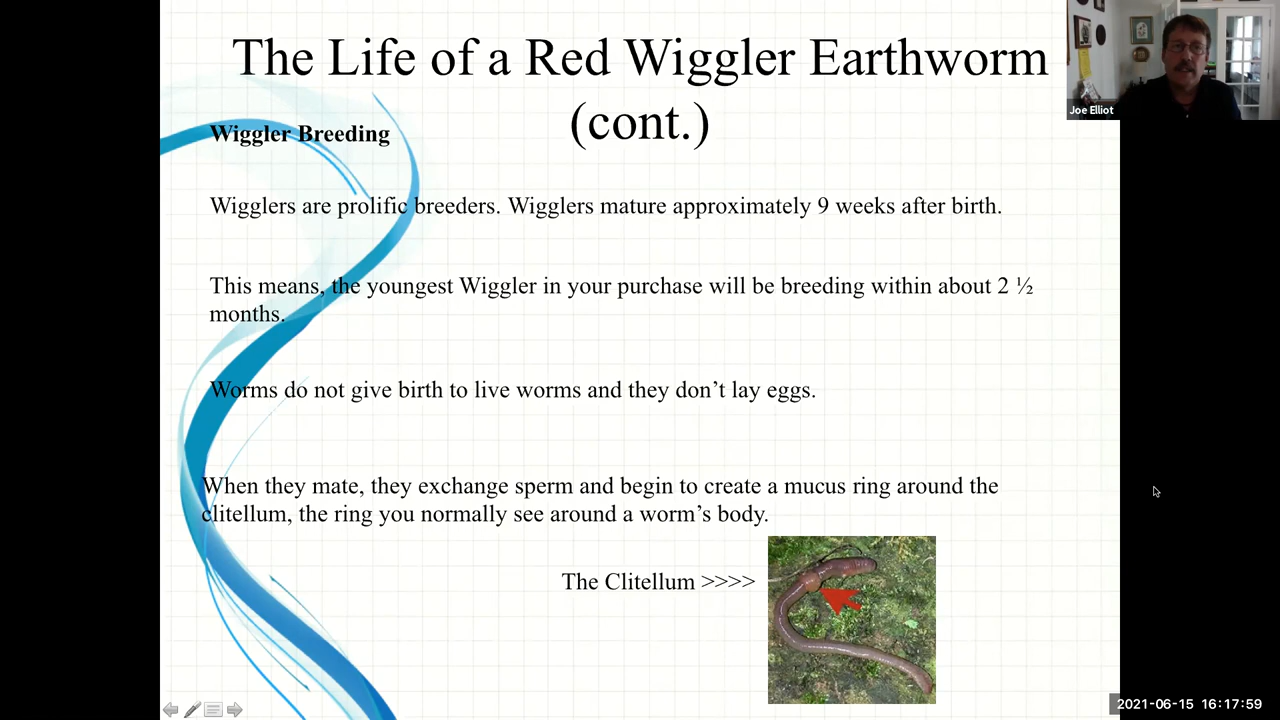 The Life of a Red Wiggler Earthworm
(cont.)
Joe Elliot
Wiggler Breeding
Wigglers are prolific breeders. Wigglers mature approximately 9 weeks after birth.
This means, the youngest Wiggler in your purchase will be breeding within about 2 ½
months.
Worms do not give birth to live worms and they don’t lay eggs.
When they mate, they exchange sperm and begin to create a mucus ring around the
clitellum, the ring you normally see around a worm’s body.
The Clitellum >>>>
2021-06-15 16:17:59